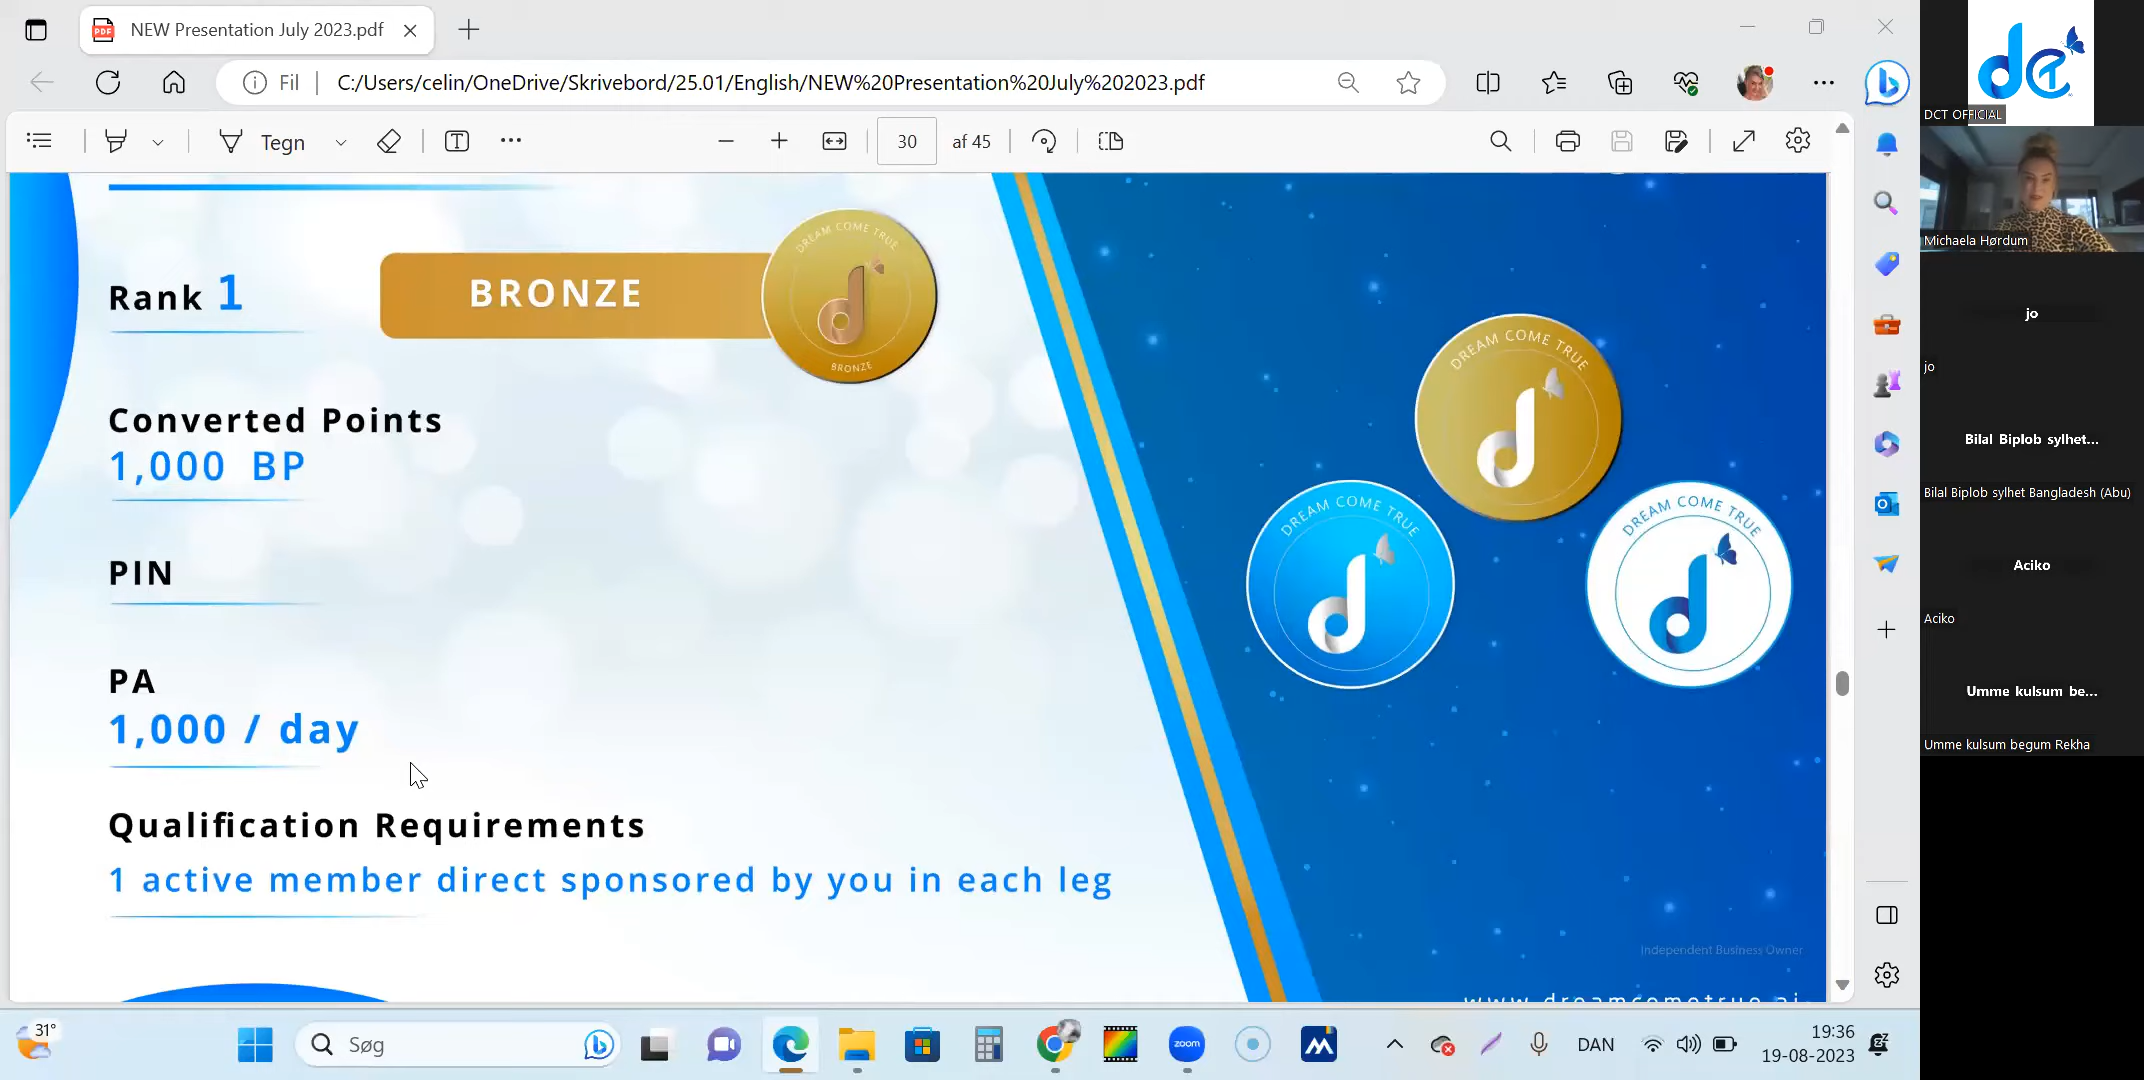 NEW Presentation July 2023.pdf
Fil
C:/Users/celin/OneDrive/Skrivebord/25.01/English/NEW%20Presentation%20July%202023.pdf
Tegn
30
af 45
Rank 1
BRONZE
DREAM COME TRUE
BRONZE
Converted Points
1,000 BP
PIN
PA
1,000 / day
Qualification Requirements
1 active member direct sponsored by you in each leg
DREAM COME TRUE
DREAM COME TRUE
DREAM COME TRUE
Independent Business Owner
www.dreamcometrue.ai
DCT OFFICIAL
Michaela Hørdum
jo
jo
Bilal Biplob sylhet...
Bilal Biplob sylhet Bangladesh (Abu)
Aciko
Aciko
Umme kulsum be...
Umme kulsum begum Rekha
31°
Søg
zoom
DAN
19:36
19-08-2023